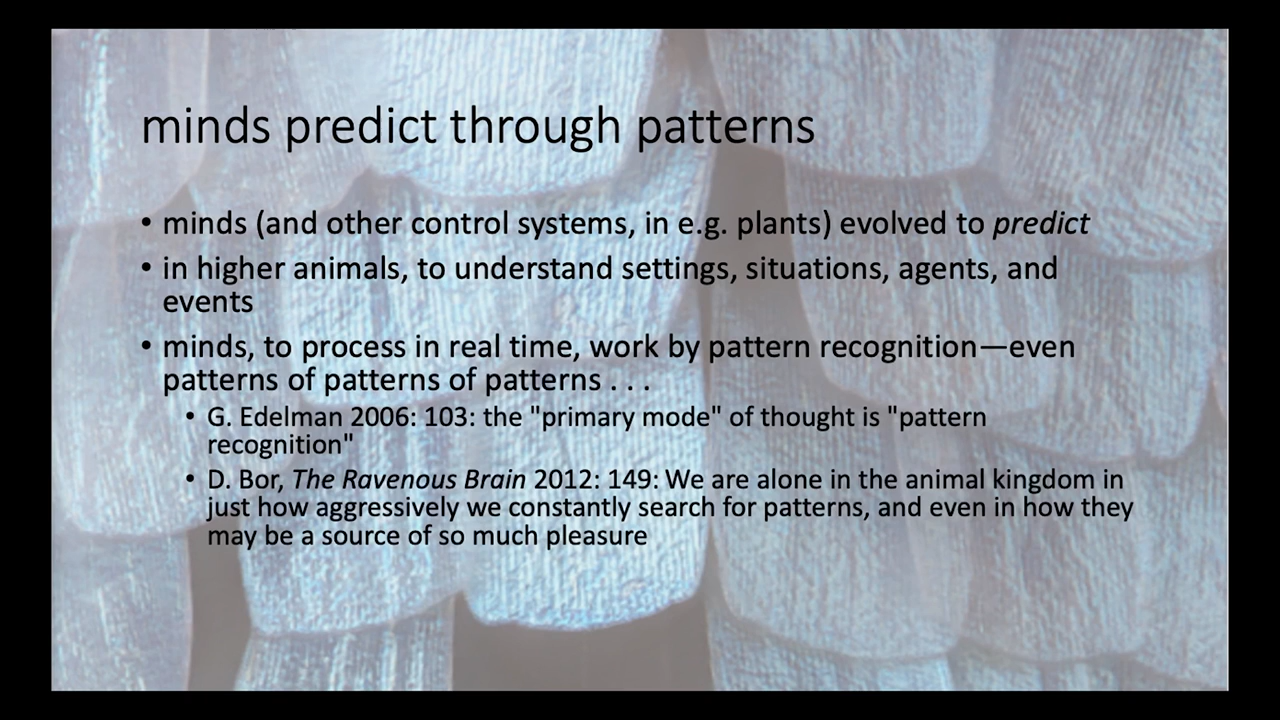 minds predict through patterns
• minds (and other control systems, in e.g. plants) evolved to predict
• in higher animals, to understand settings, situations, agents, and
events
• minds, to process in real time, work by pattern recognition—even
patterns of patterns of patterns . . .
• G. Edelman 2006: 103: the "primary mode" of thought is "pattern
recognition"
• D. Bor, The Ravenous Brain 2012: 149: We are alone in the animal kingdom in
just how aggressively we constantly search for patterns, and even in how they
may be a source of so much pleasure